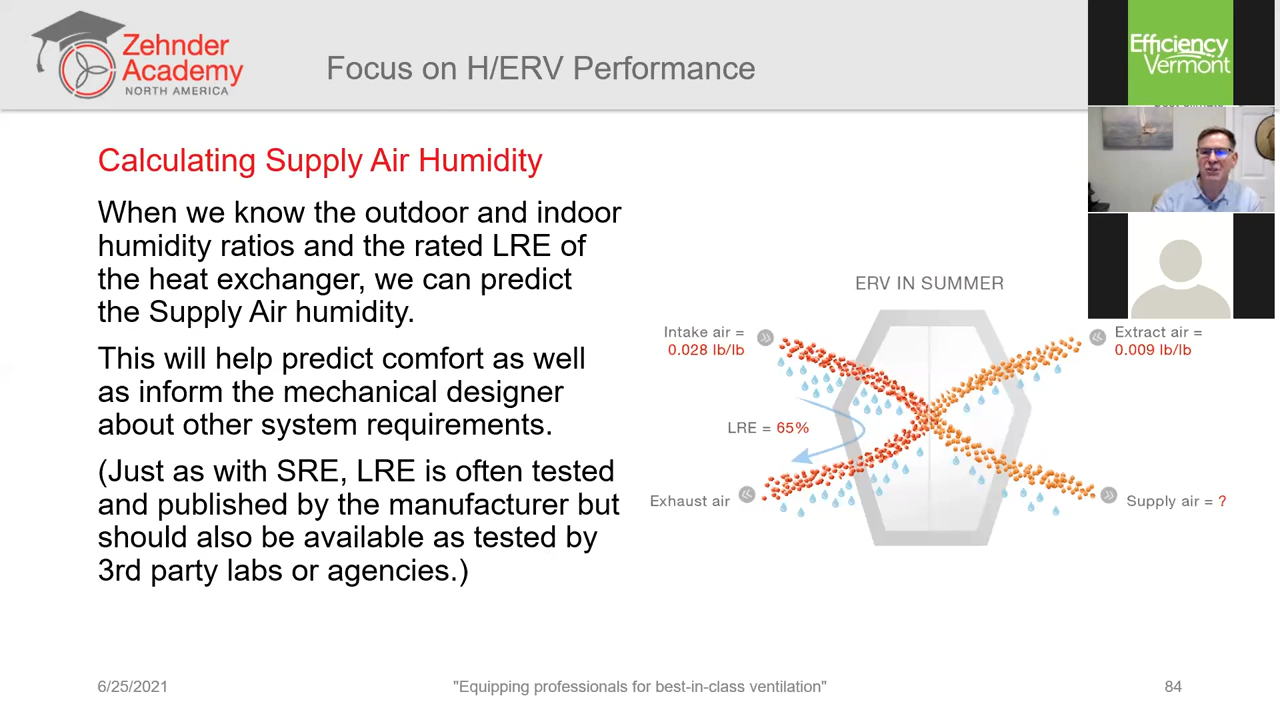 Zehnder
Academy
NORTH AMERICA
Focus on H/ERV Performance
Efficiency
Vermont
Calculating Supply Air Humidity
When we know the outdoor and indoor
humidity ratios and the rated LRE of
the heat exchanger, we can predict
the Supply Air humidity.
This will help predict comfort as well
as inform the mechanical designer
about other system requirements.
(Just as with SRE, LRE is often tested
and published by the manufacturer but
should also be available as tested by
3rd party labs or agencies.)
ERV IN SUMMER
Intake air =
0.028 lb/lb
Extract air =
0.009 lb/lb
LRE = 65%
Exhaust air
Supply air = ?
6/25/2021
"Equipping professionals for best-in-class ventilation"
84